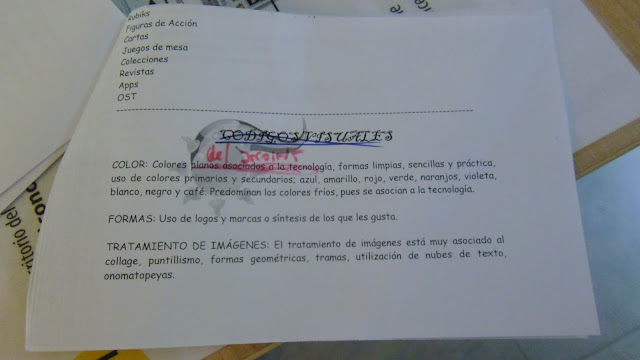 Rubiks
Figuras de Acción
Cartas
Juegos de mesa
Colecciones
Revistas
Apps
OST
CODIGOS VISUALES
del
COLOR: Colores planos asociados a la tecnología, formas limpias, sencillas y práctica,
uso de colores primarios y secundarios; azul, amarillo, rojo, verde, naranjos, violeta,
blanco, negro y café. Predominan los colores fríos, pues se asocian a la tecnología.
FORMAS: Uso de logos y marcas o síntesis de los que les gusta.
TRATAMIENTO DE IMÁGENES: El tratamiento de imágenes está muy asociado al
collage, puntillismo, formas geométricas, tramas, utilización de nubes de texto,
onomatopeyas.
territorio del